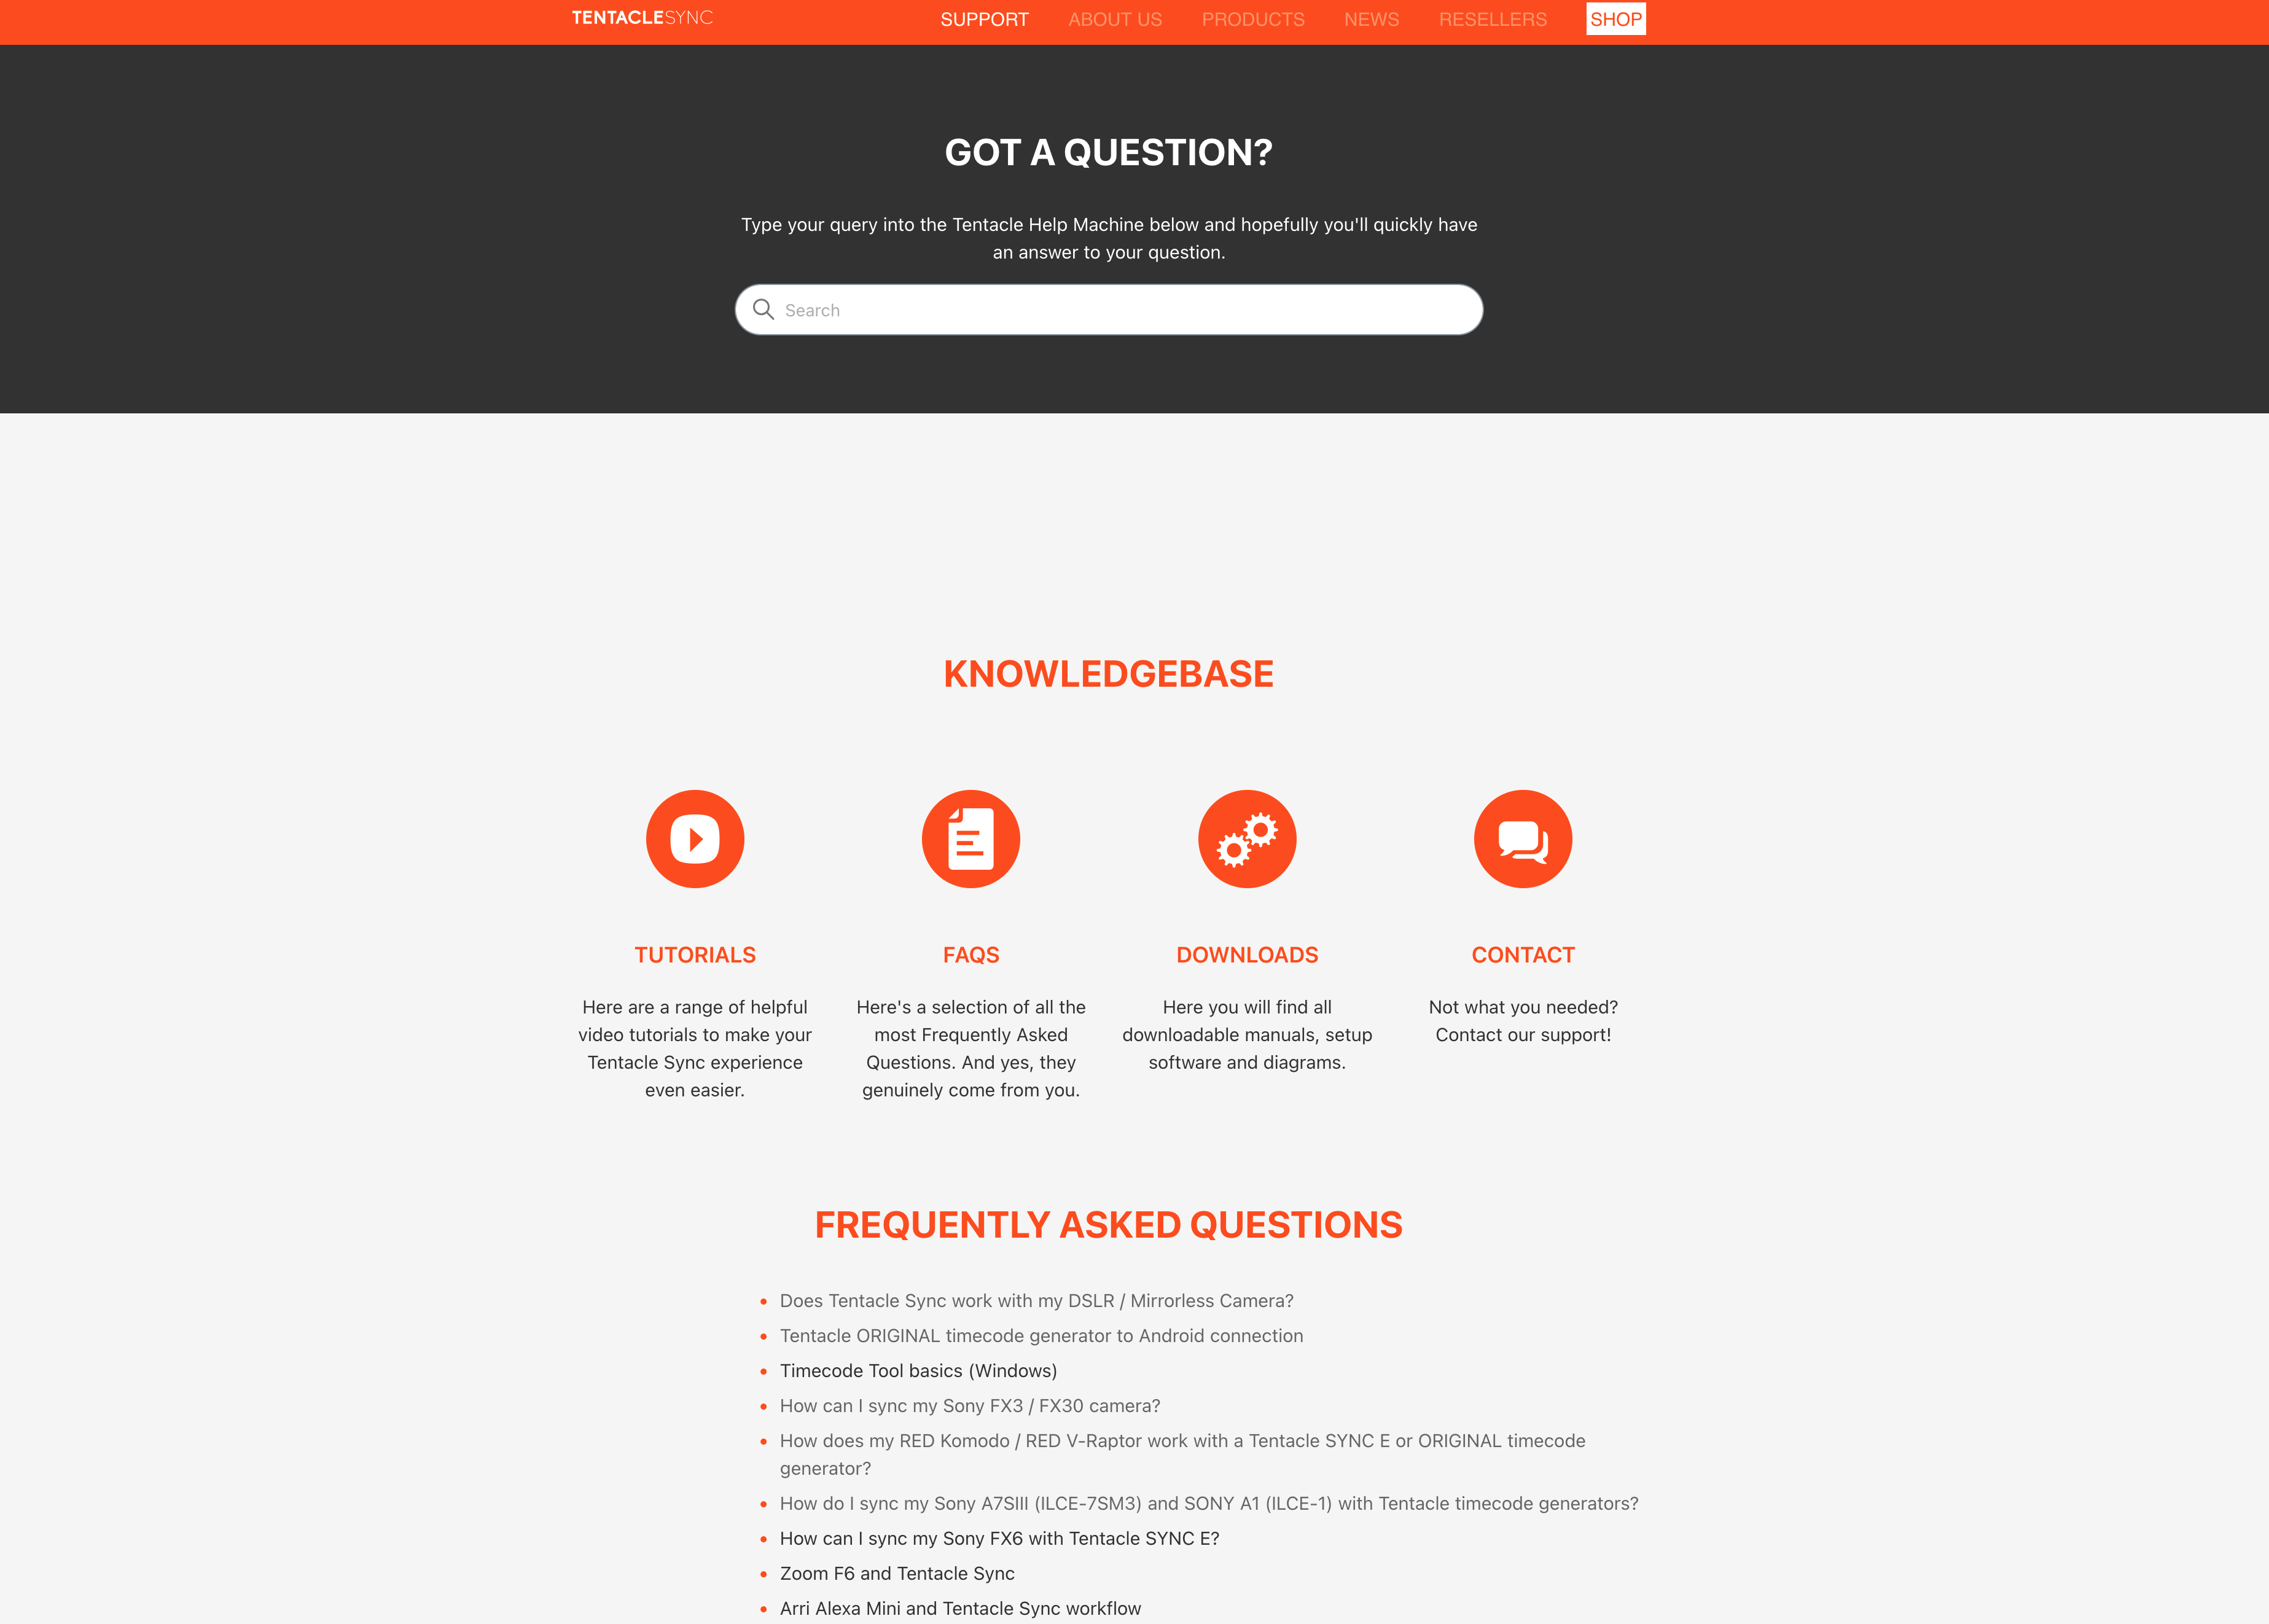 TENTACLESYNC
SUPPORT
ABOUT US
PRODUCTS
NEWS
RESELLERS
SHOP
GOT A QUESTION?
Type your query into the Tentacle Help Machine below and hopefully you'll quickly have
an answer to your question.
Search
KNOWLEDGEBASE
TUTORIALS
Here are a range of helpful
video tutorials to make your
Tentacle Sync experience
even easier.
FAQS
Here's a selection of all the
most Frequently Asked
Questions. And yes, they
genuinely come from you.
DOWNLOADS
Here you will find all
downloadable manuals, setup
software and diagrams.
CONTACT
Not what you needed?
Contact our support!
FREQUENTLY ASKED QUESTIONS
Does Tentacle Sync work with my DSLR / Mirrorless Camera?
Tentacle ORIGINAL timecode generator to Android connection
Timecode Tool basics (Windows)
How can I sync my Sony FX3 / FX30 camera?
How does my RED Komodo / RED V-Raptor work with a Tentacle SYNC E or ORIGINAL timecode
generator?
How do I sync my Sony A7SIII (ILCE-7SM3) and SONY A1 (ILCE-1) with Tentacle timecode generators?
How can I sync my Sony FX6 with Tentacle SYNC E?
Zoom F6 and Tentacle Sync
Arri Alexa Mini and Tentacle Sync workflow